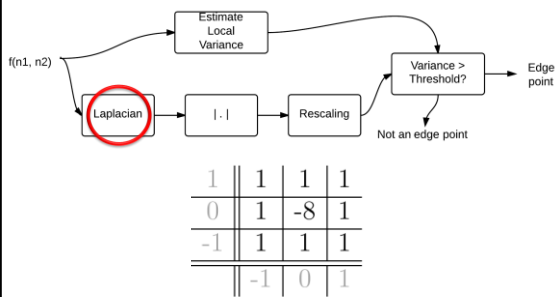 Estimate
Local
Variance
f(n1, n2)
Variance >
Threshold?
Edge
point
Laplacian
| . |
Rescaling
Not an edge point
1 1 1 1
0 1 -8 1
-1 1 1 1
-1 0 1